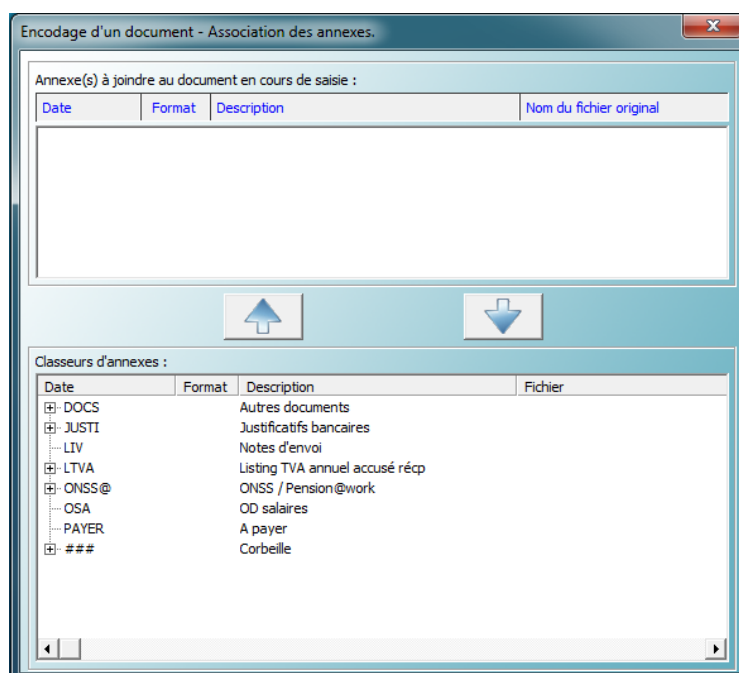 Encodage d'un document - Association des annexes.
Annexe(s) à joindre au document en cours de saisie :
Date Format Description Nom du fichier original
Classeurs d'annexes :
Date Format Description Fichier
DOCS Autres documents
JUSTI Justificatifs bancaires
LIV Notes d'envoi
LTVA Listing TVA annuel accusé récp
ONSS@ ONSS / Pension@work
OSA OD salaires
PAYER A payer
### Corbeille